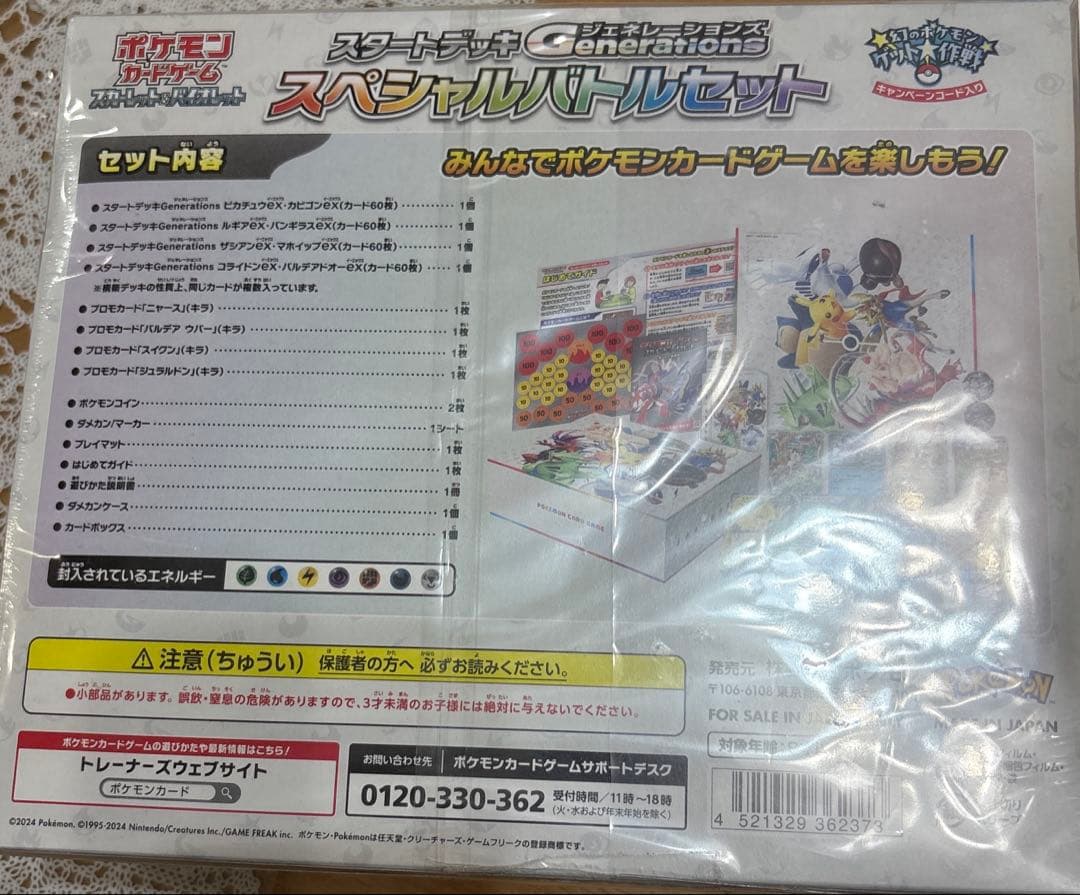 ポケモン
カードゲーム
スカーレット&バイオレット
スタートデッキ Generations
ジェネレーションズ
スペシャルバトルセット
幻のポケモン
ゲット★作戦
キャンペーンコード入り
セット内容
みんなでポケモンカードゲームを楽しもう!
●スタートデッキGenerations ピカチュウex・カビゴンex(カード60枚)………1個
●スタートデッキGenerations ルギアex・バンギラスex(カード60枚)………1個
●スタートデッキGenerations ザシアンex・マホイップex(カード60枚)………1個
●スタートデッキGenerations コライドンex・パルデアドオーex(カード60枚)……1個
※構築デッキの性質上、同じカードが複数入っています。
●プロモカード「ニャース」(キラ)………1枚
●プロモカード「パルデア ウパー」(キラ)………1枚
●プロモカード「スイクン」(キラ)………1枚
●プロモカード「ジュラルドン」(キラ)………1枚
●ポケモンコイン………2枚
●ダメカン/マーカー………1シート
●プレイマット………1枚
●はじめてガイド………1枚
●遊びかた説明書………1冊
●ダメカンケース………1個
●カードボックス………1個
封入されているエネルギー
はじめてガイド
POKÉMON CARD GAME
⚠注意(ちゅうい) 保護者の方へ 必ずお読みください。
●小部品があります。誤飲・窒息の危険がありますので、3才未満のお子様には絶対に与えないでください。
ポケモンカードゲームの遊びかたや最新情報はこちら!
トレーナーズウェブサイト
ポケモンカード
お問い合わせ先
ポケモンカードゲームサポートデスク
0120-330-362
受付時間/11時~18時
(火・水および年末年始を除く)
発売元
〒106-6108 東京都
FOR SALE IN
MADE IN JAPAN
対象年齢
4 521329 362373
©2024 Pokémon. ©1995-2024 Nintendo/Creatures Inc./GAME FREAK inc. ポケモン・Pokémonは任天堂・クリーチャーズ・ゲームフリークの登録商標です。